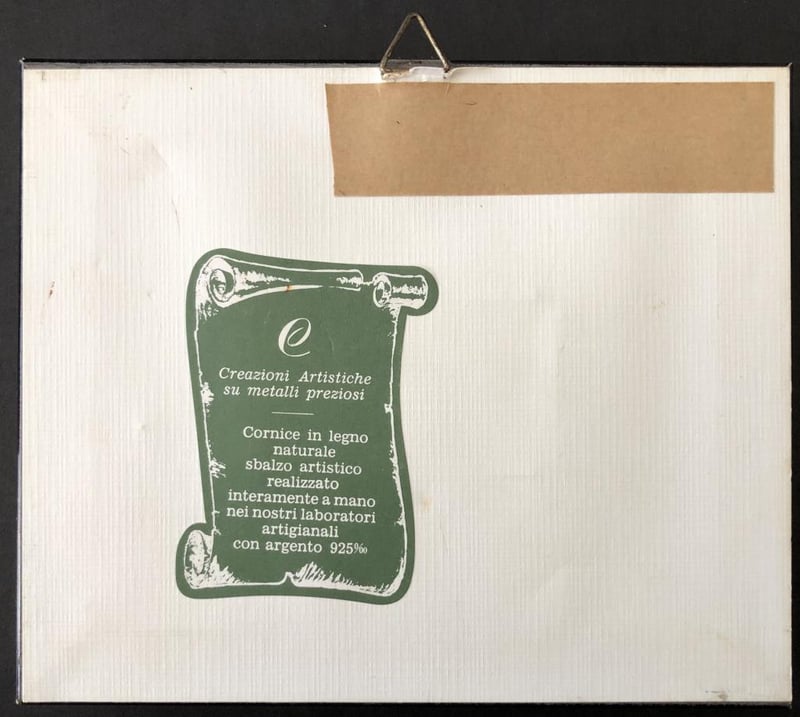 e
Creazioni Artistiche
su metalli preziosi
Cornice in legno
naturale
sbalzo artistico
realizzato
interamente a mano
nei nostri laboratori
artigianali
con argento 925‰